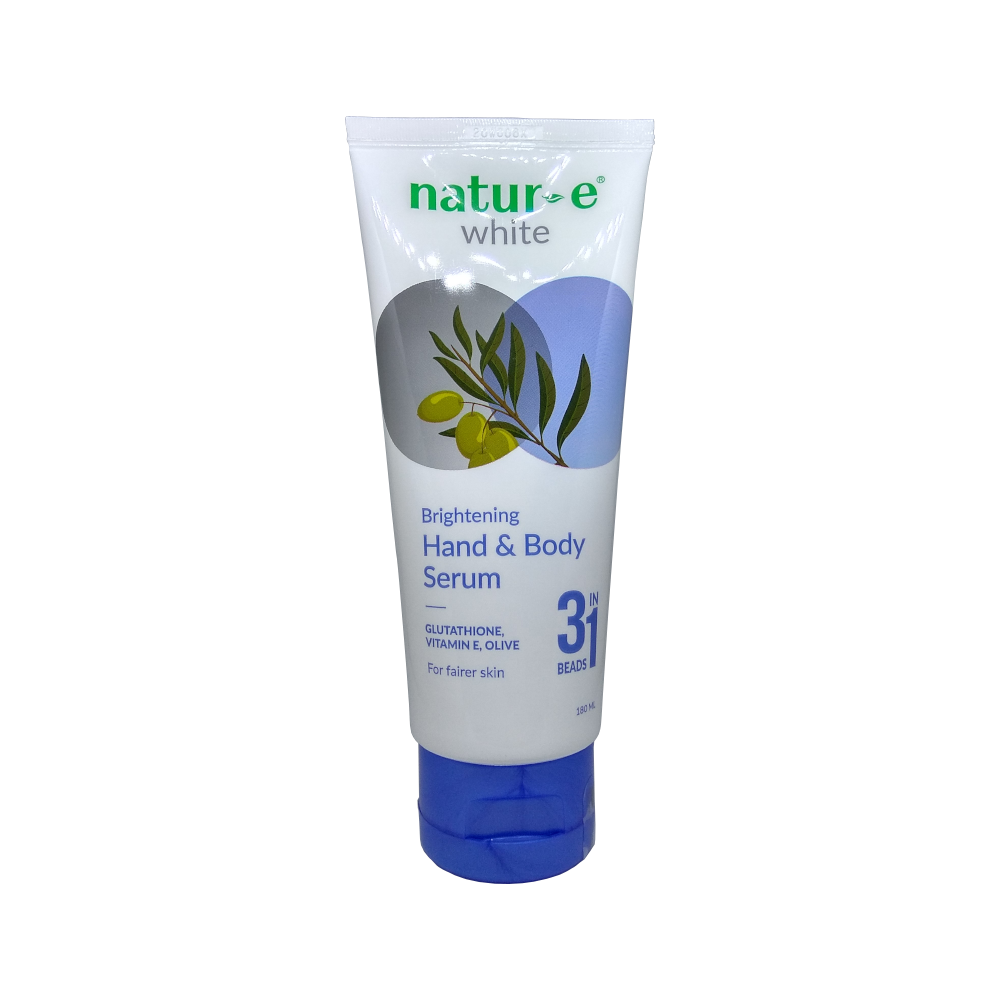 natur-e®
white
Brightening
Hand & Body
Serum
GLUTATHIONE,
VITAMIN E, OLIVE
For fairer skin
3 IN 1
BEADS
180 ML